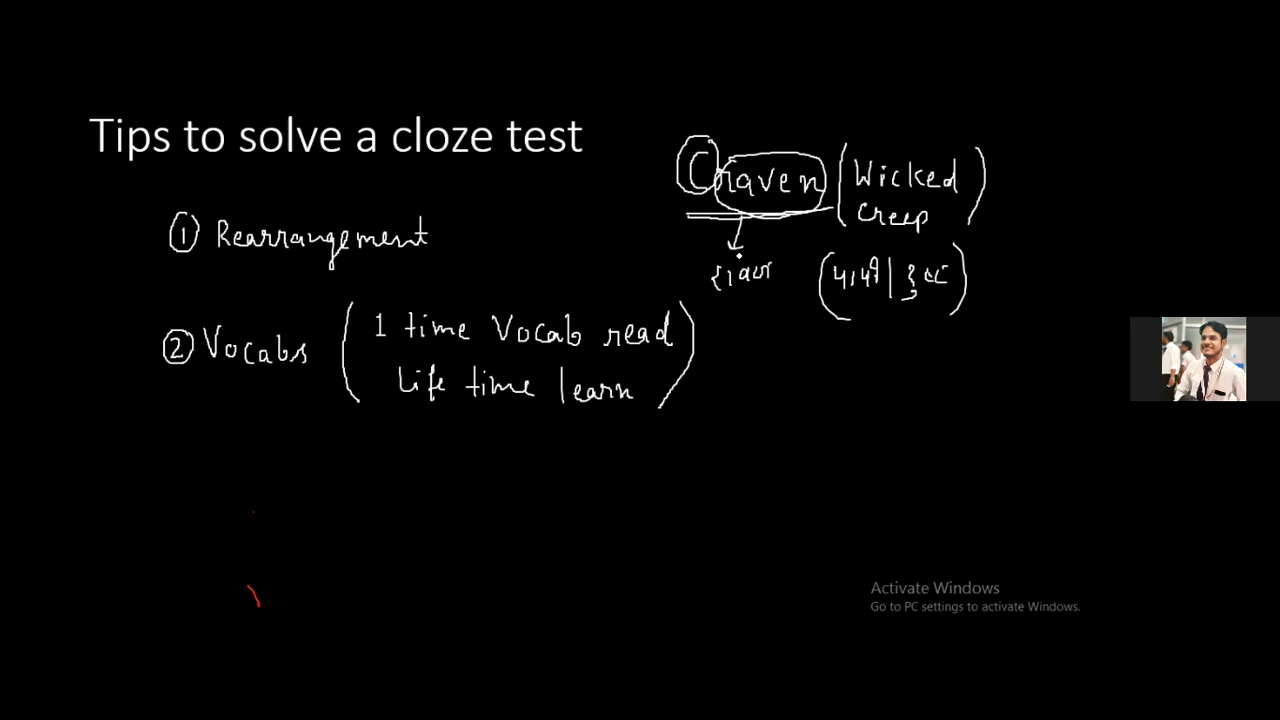 Tips to solve a cloze test
① Rearrangement
② Vocabs (1 time Vocab read
Life time learn)
Craven (Wicked
Creep)
रावण (पापी | दुष्ट)
Activate Windows
Go to PC settings to activate Windows.